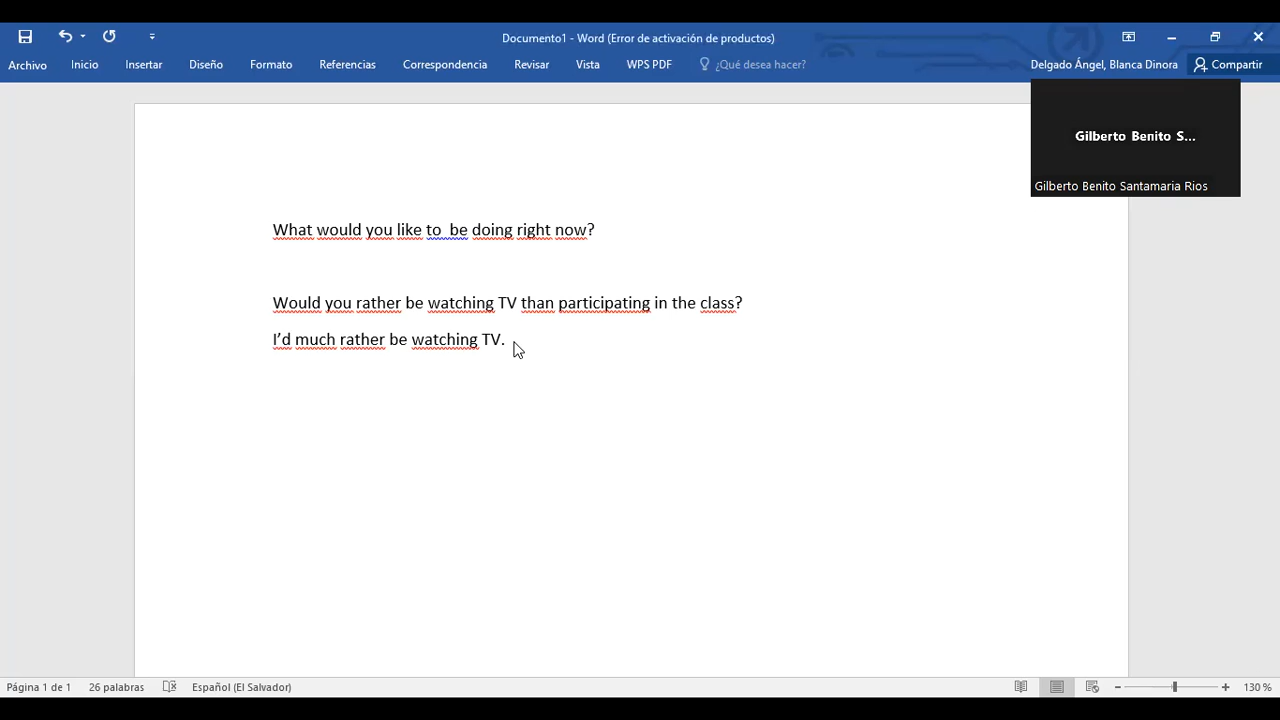 Documento1 - Word (Error de activación de productos)
Archivo Inicio Insertar Diseño Formato Referencias Correspondencia Revisar Vista WPS PDF ¿Qué desea hacer? Delgado Ángel, Blanca Dinora Compartir
Gilberto Benito S...
Gilberto Benito Santamaria Rios
What would you like to  be doing right now?
Would you rather be watching TV than participating in the class?
I'd much rather be watching TV.
Página 1 de 1 26 palabras Español (El Salvador) 130 %